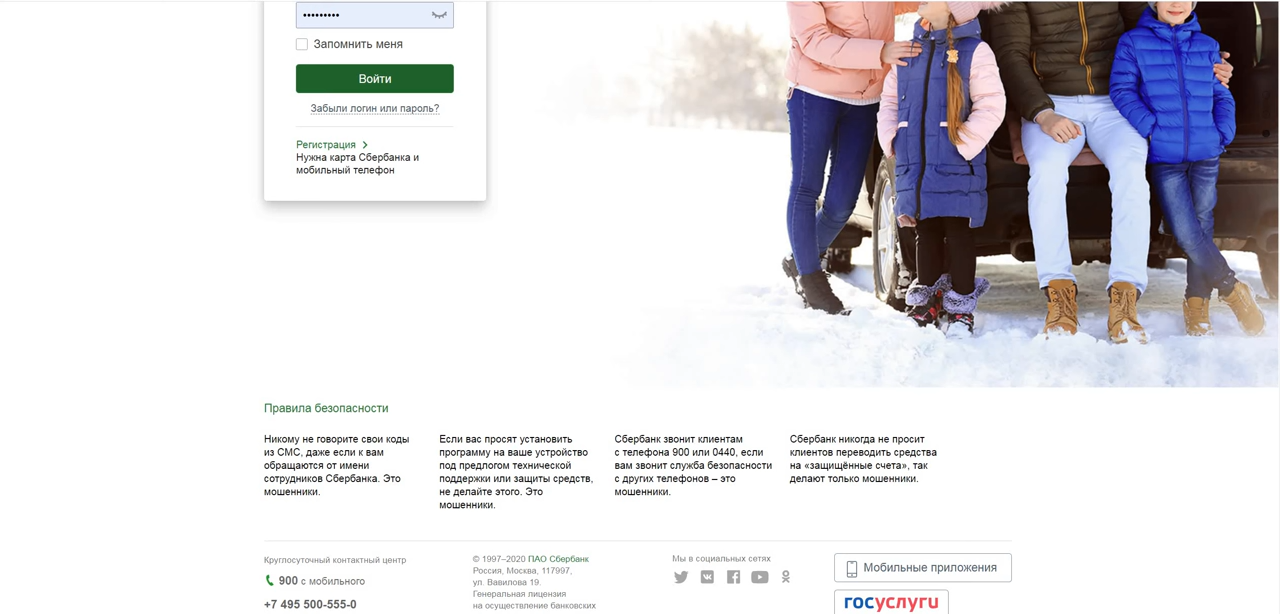 •••••••••
Запомнить меня
Войти
Забыли логин или пароль?
Регистрация
Нужна карта Сбербанка и
мобильный телефон
Правила безопасности
Никому не говорите свои коды
из СМС, даже если к вам
обращаются от имени
сотрудников Сбербанка. Это
мошенники.
Если вас просят установить
программу на ваше устройство
под предлогом технической
поддержки или защиты средств,
не делайте этого. Это
мошенники.
Сбербанк звонит клиентам
с телефона 900 или 0440, если
вам звонит служба безопасности
с других телефонов – это
мошенники.
Сбербанк никогда не просит
клиентов переводить средства
на «защищённые счета», так
делают только мошенники.
Круглосуточный контактный центр
900 с мобильного
+7 495 500-555-0
© 1997–2020 ПАО Сбербанк
Россия, Москва, 117997,
ул. Вавилова 19.
Генеральная лицензия
на осуществление банковских
Мы в социальных сетях
Мобильные приложения
госуслуги